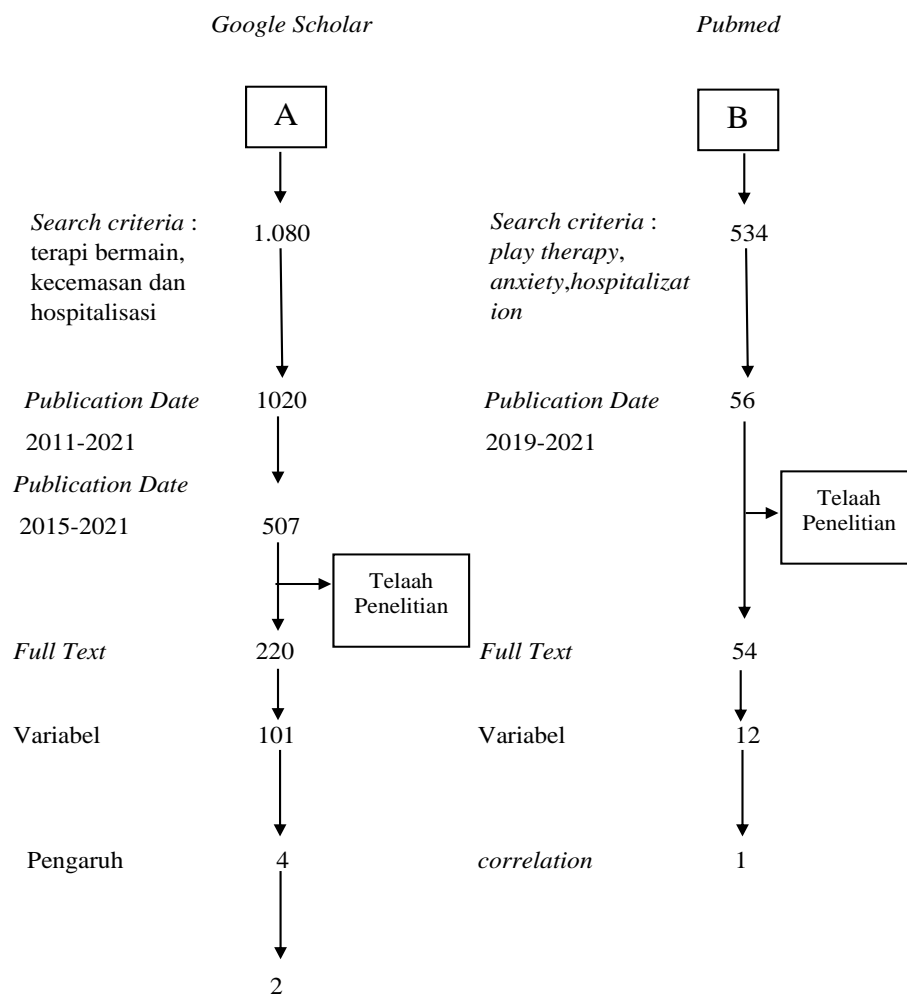 Google Scholar
A
Search criteria :
terapi bermain,
kecemasan dan
hospitalisasi
1.080
Publication Date
2011-2021
1020
Publication Date
2015-2021
507
Telaah
Penelitian
Full Text
220
Variabel
101
Pengaruh
4
2
Pubmed
B
Search criteria :
play therapy,
anxiety,hospitalizat
ion
534
Publication Date
2019-2021
56
Telaah
Penelitian
Full Text
54
Variabel
12
correlation
1